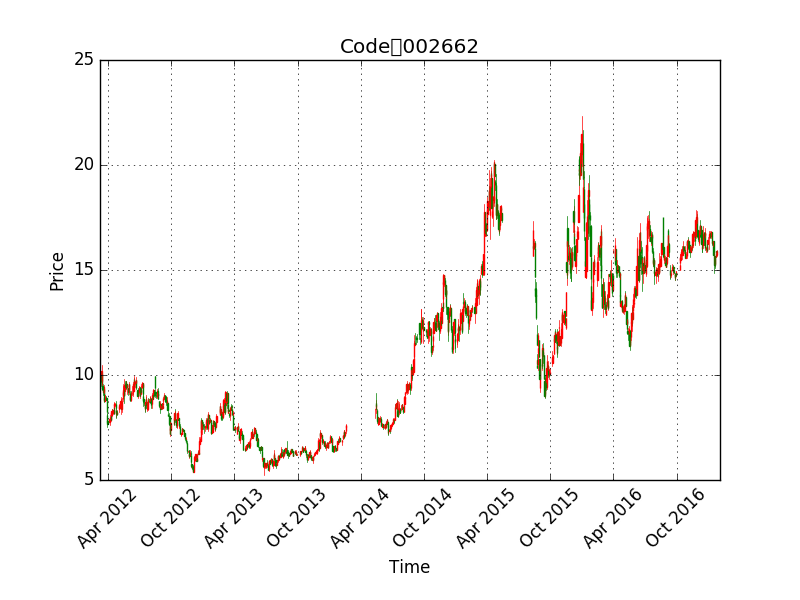 Code▯002662
25
20
15
10
5
Price
Apr 2012
Oct 2012
Apr 2013
Oct 2013
Apr 2014
Oct 2014
Apr 2015
Oct 2015
Apr 2016
Oct 2016
Time